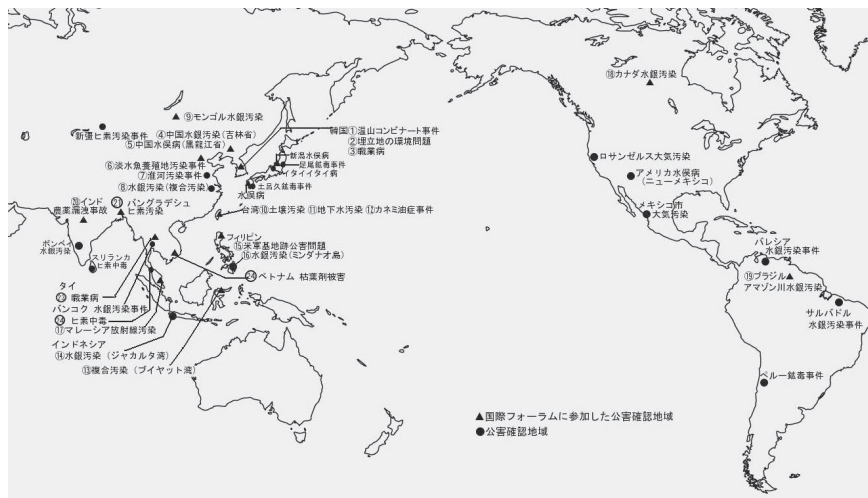 ⑨モンゴル水銀汚染
新疆ヒ素汚染事件
④中国水銀汚染(吉林省)
⑤中国水俣病(黒龍江省)
⑥淡水魚養殖地汚染事件
⑦淮河汚染事件
⑧水銀汚染(複合汚染)
韓国①温山コンビナート事件
②埋立地の環境問題
③職業病
新潟水俣病
足尾鉱毒事件
イタイイタイ病
土呂久鉱毒事件
水俣病
台湾⑩土壌汚染 ⑪地下水汚染 ⑫カネミ油症事件
⑳インド
農薬漏洩事故
㉑バングラデシュ
ヒ素汚染
ボンベイ
水銀汚染
スリランカ
ヒ素中毒
フィリピン
⑮米軍基地跡公害問題
⑯水銀汚染(ミンダナオ島)
㉔ベトナム 枯葉剤被害
タイ
㉓職業病
バンコク 水銀汚染事件
㉔ヒ素中毒
⑰マレーシア放射線汚染
インドネシア
⑭水銀汚染(ジャカルタ湾)
⑬複合汚染(ブイヤット湾)
⑱カナダ水銀汚染
ロサンゼルス大気汚染
アメリカ水俣病
(ニューメキシコ)
メキシコ市
大気汚染
バレシア
水銀汚染事件
⑲ブラジル
アマゾン川水銀汚染
サルバドル
水銀汚染事件
ペルー鉱毒事件
▲国際フォーラムに参加した公害確認地域
●公害確認地域